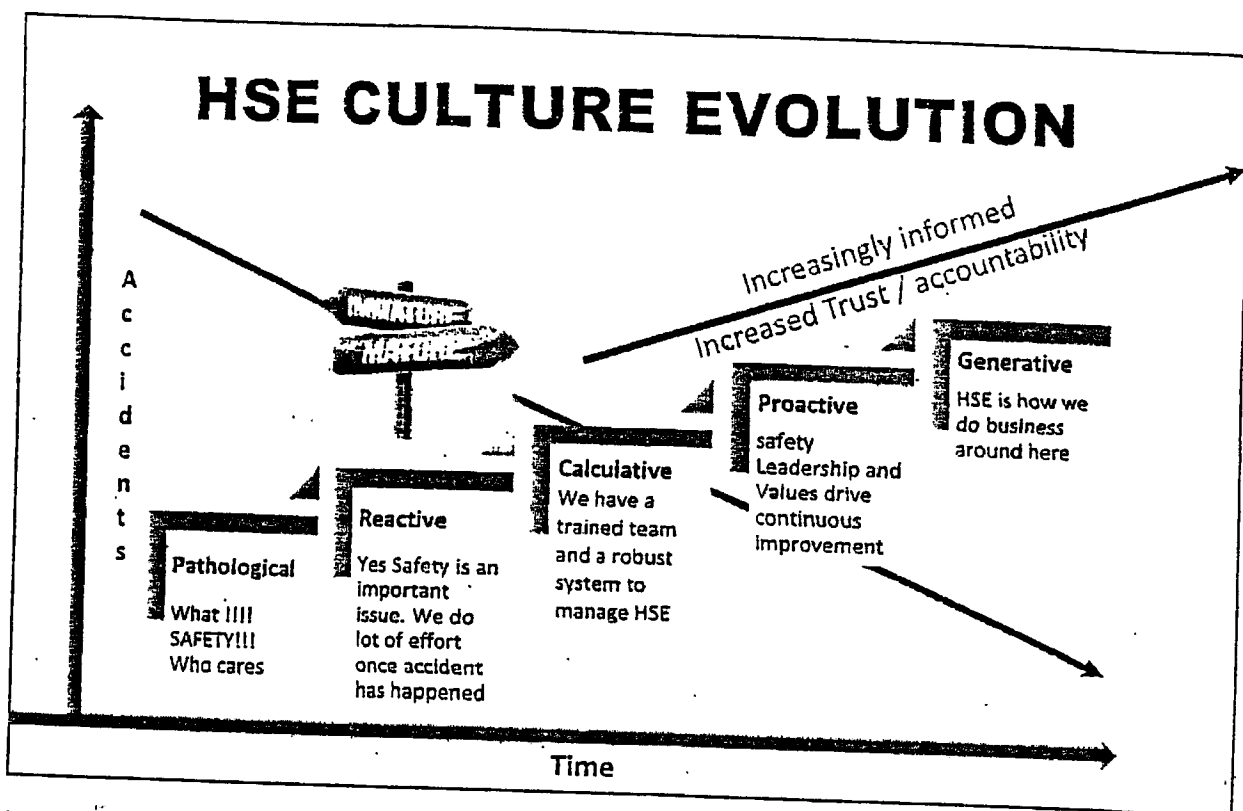 HSE CULTURE EVOLUTION
Accidents
Increasingly informed
Increased Trust / accountability
Pathological
What !!!!
SAFETY!!!
Who cares
Reactive
Yes Safety is an
important
issue. We do
lot of effort
once accident
has happened
Calculative
We have a
trained team
and a robust
system to
manage HSE
Proactive
safety
Leadership and
Values drive
continuous
improvement
Generative
HSE is how we
do business
around here
Time